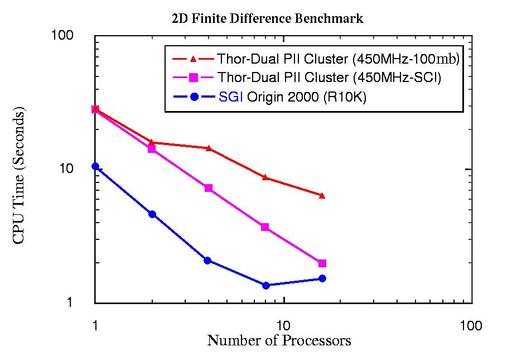 2D Finite Difference Benchmark
Thor-Dual PII Cluster (450MHz-100mb)
Thor-Dual PII Cluster (450MHz-SCI)
SGI Origin 2000 (R10K)
CPU Time (Seconds)
100
10
1
1
10
100
Number of Processors